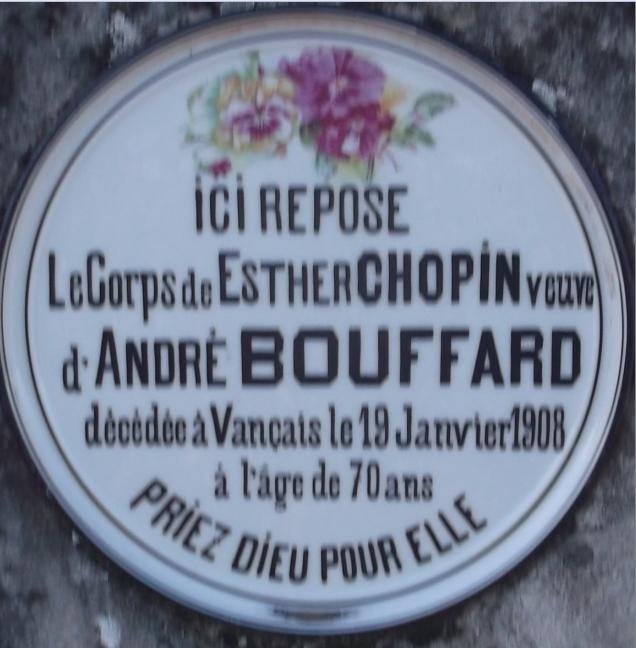 ICI REPOSE
Le Corps de ESTHER CHOPIN veuve
d'ANDRÉ BOUFFARD
décédée à Vançais le 19 Janvier 1908
à l'âge de 70 ans
PRIEZ DIEU POUR ELLE